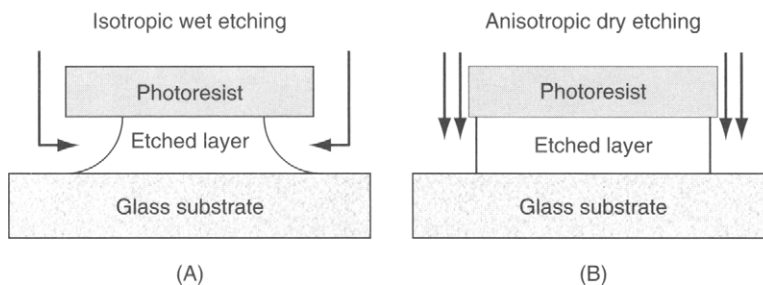 Isotropic wet etching
Photoresist
Etched layer
Glass substrate
(A)
Anisotropic dry etching
Photoresist
Etched layer
Glass substrate
(B)